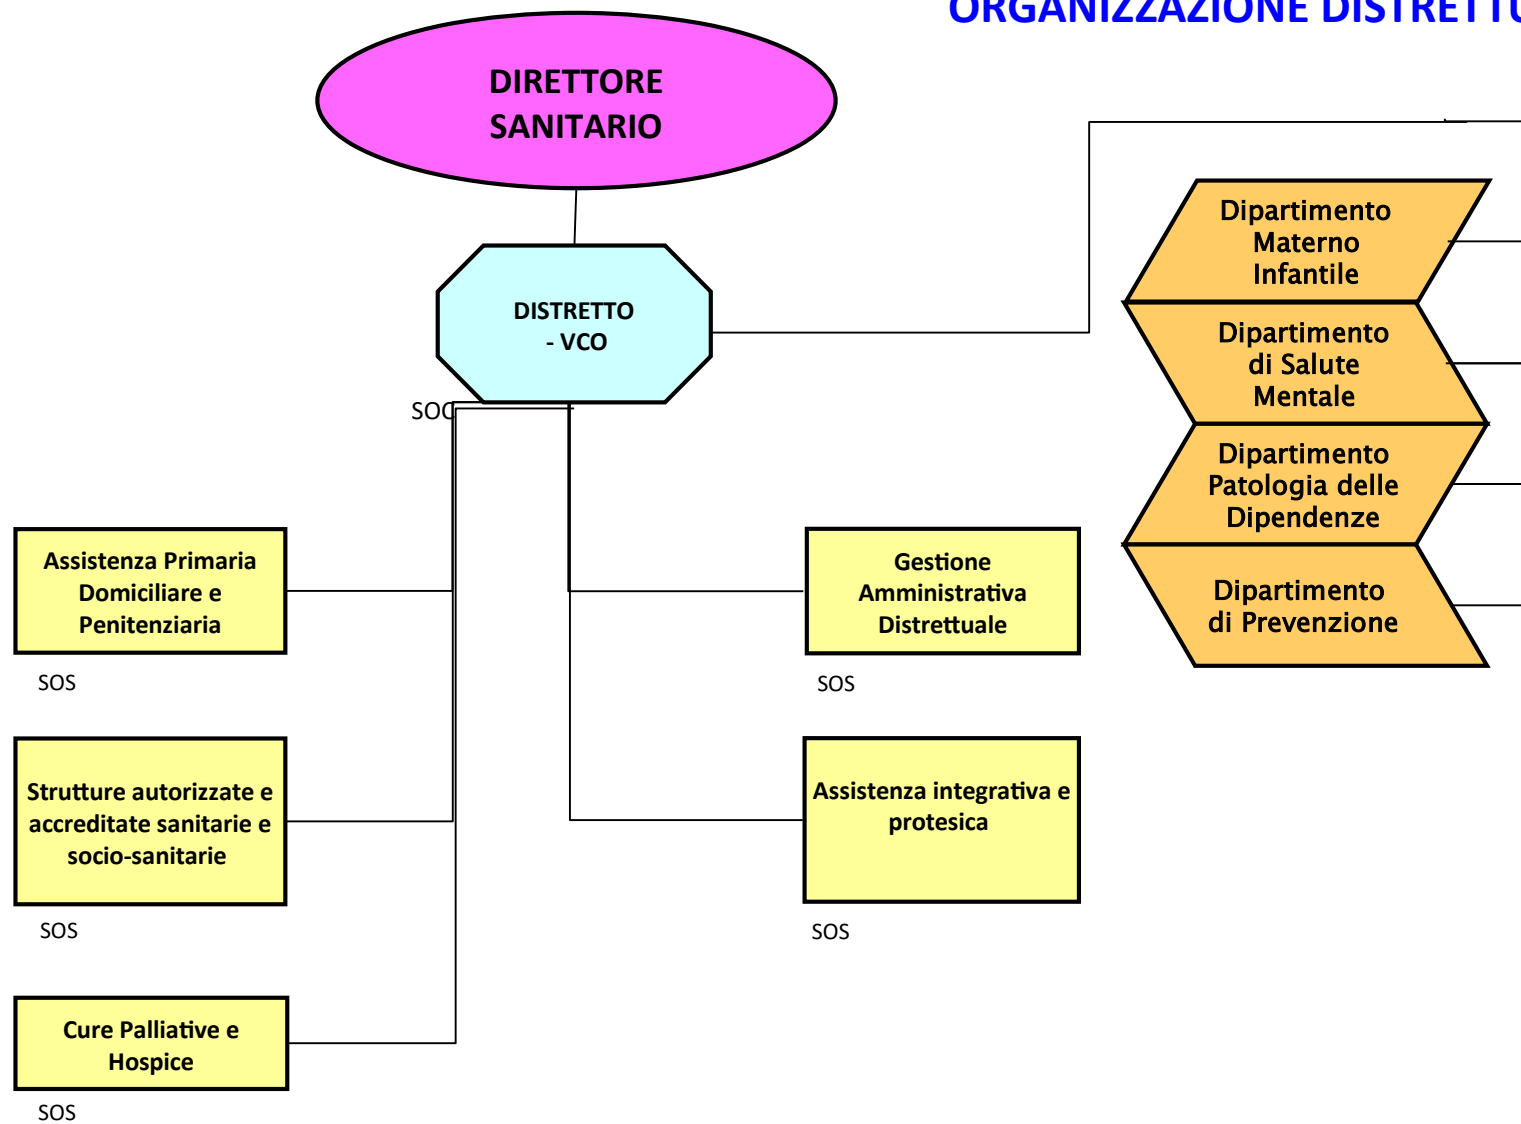 ORGANIZZAZIONE DISTRETTU
DIRETTORE
SANITARIO
DISTRETTO
- VCO
SOC
Dipartimento
Materno
Infantile
Dipartimento
di Salute
Mentale
Dipartimento
Patologia delle
Dipendenze
Dipartimento
di Prevenzione
Assistenza Primaria
Domiciliare e
Penitenziaria
SOS
Gestione
Amministrativa
Distrettuale
SOS
Strutture autorizzate e
accreditate sanitarie e
socio-sanitarie
SOS
Assistenza integrativa e
protesica
SOS
Cure Palliative e
Hospice
SOS